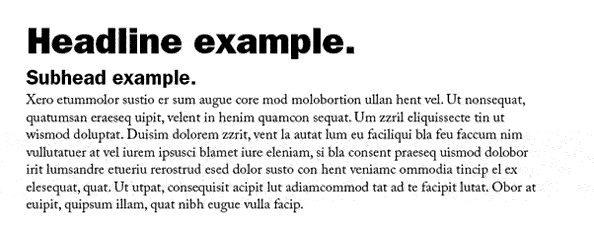 Headline example.
Subhead example.
Xero etummolor sustio er sum augue core mod molobortion ullan hent vel. Ut nonsequat,
quatumsan eraeseq uipit, velent in henim quamcon sequat. Um zzril eliquissecte tin ut
wismod doluptat. Duisim dolorem zzrit, vent la autat lum eu faciliqui bla feu faccum nim
vullutatuer at vel iurem ipsusci blamet iure eleniam, si bla consent praeseq uismod dolobor
irit lumsandre etueriu rerostrud esed dolor susto con hent veniamc ommodia tincip el ex
elesequat, quat. Ut utpat, consequisit acipit lut adiamcommod tat ad te facipit lutat. Obor at
euipit, quipsum illam, quat nibh eugue vulla facip.